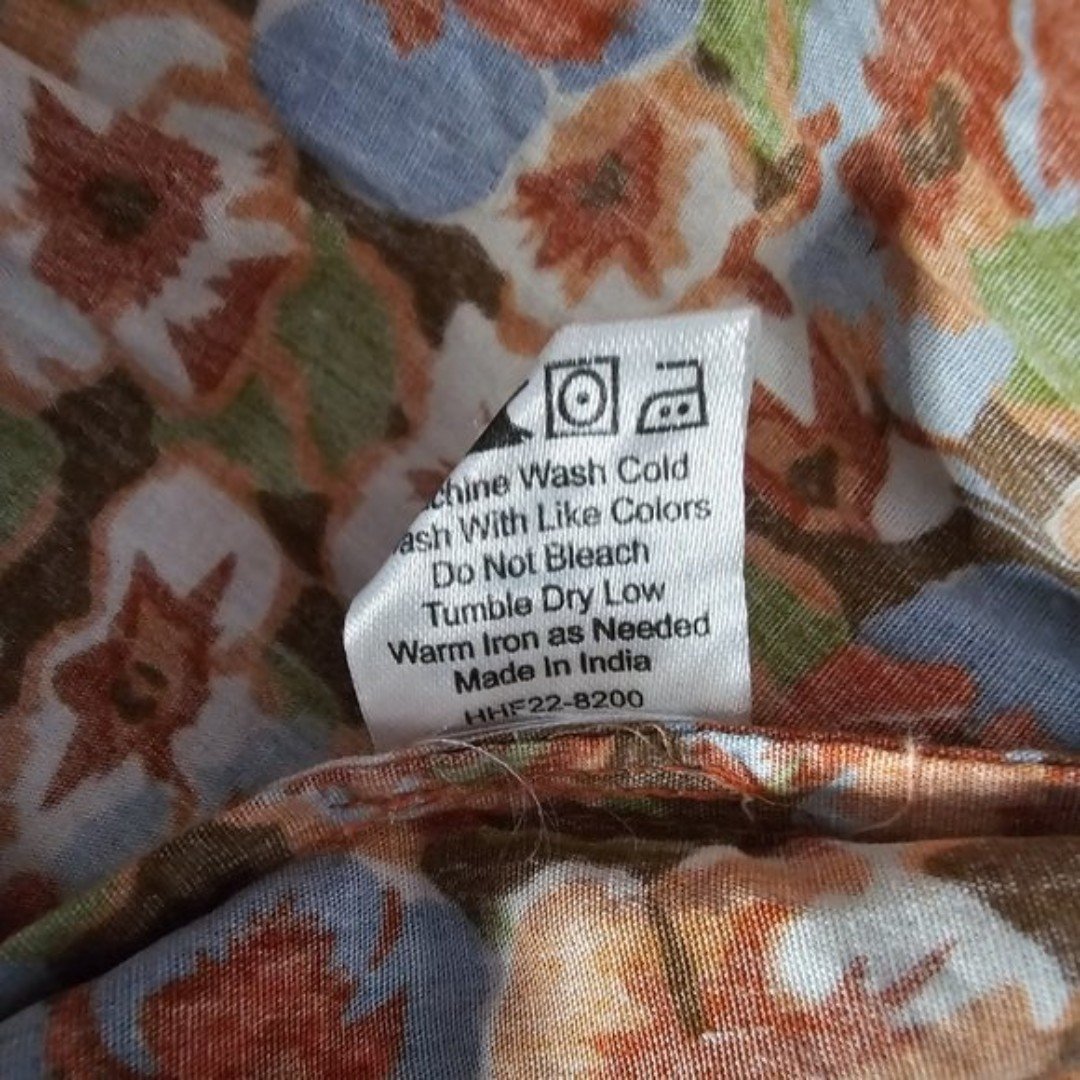 chine Wash Cold
ash With Like Colors
Do Not Bleach
Tumble Dry Low
Warm Iron as Needed
Made In India
HHF22-8200